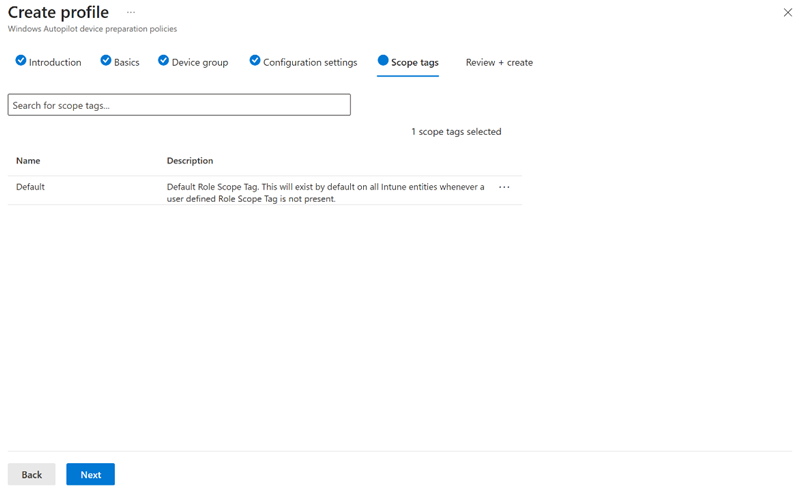 Create profile ...
Windows Autopilot device preparation policies
Introduction Basics Device group Configuration settings Scope tags Review + create
Search for scope tags...
1 scope tags selected
Name Description
Default Default Role Scope Tag. This will exist by default on all Intune entities whenever a ...
user defined Role Scope Tag is not present.
Back Next